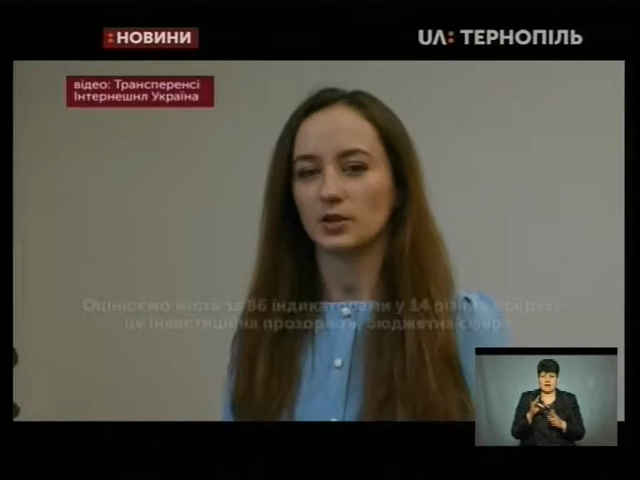 :НОВИНИ
UA: ТЕРНОПІЛЬ
відео: Трансперенсі
Інтернешнл Україна
Оцінюємо міста за 86 індикаторами у 14 різних сферах:
це інвестиційна прозорість, бюджетна сфера